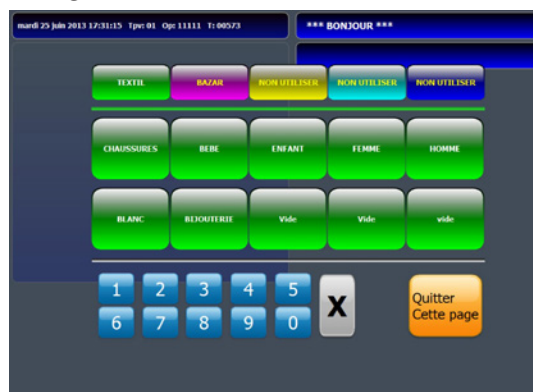 mardi 25 juin 2013 17:31:15 Tpv: 01 Op: 11111 T: 00573
*** BONJOUR ***
TEXTIL BAZAR NON UTILISER NON UTILISER NON UTILISER
CHAUSSURES BEBE ENFANT FEMME HOMME
BLANC BIJOUTERIE Vide Vide vide
1 2 3 4 5 X
6 7 8 9 0
Quitter
Cette page